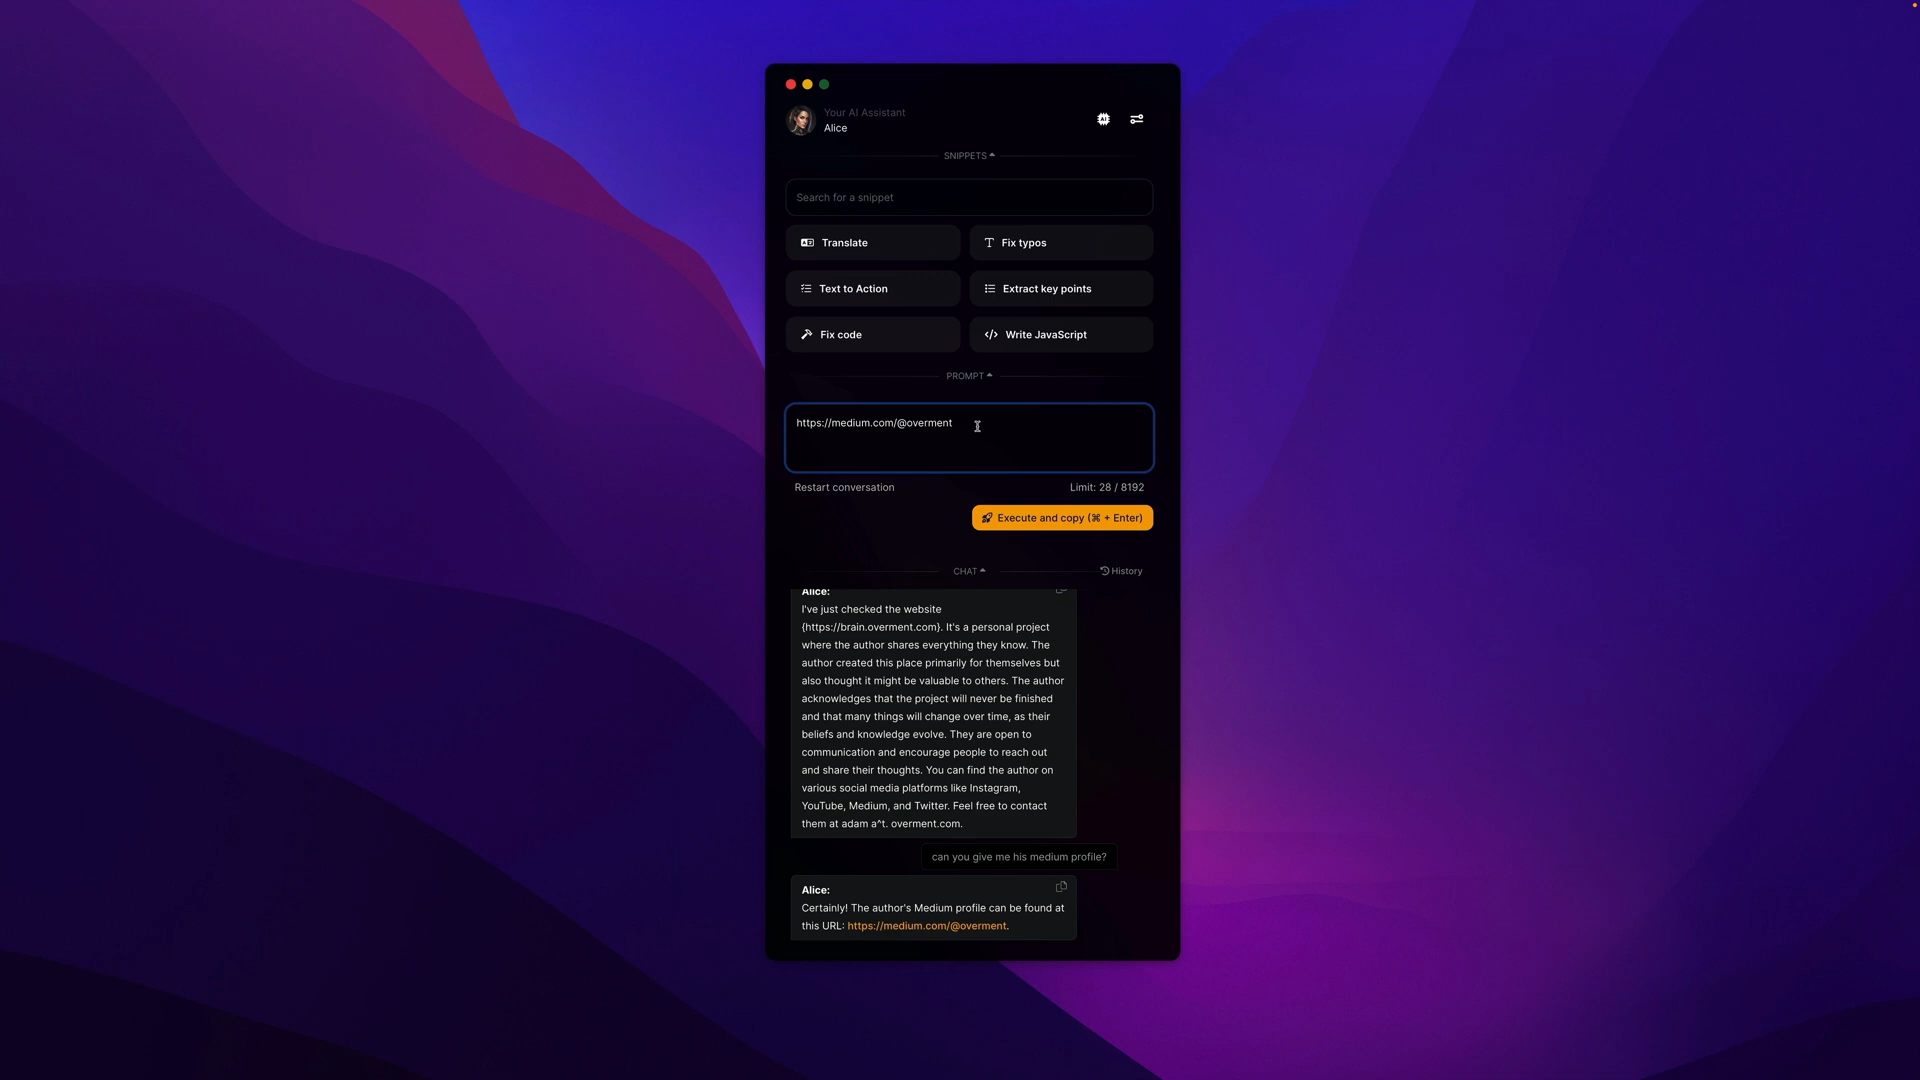 Your AI Assistant
Alice
SNIPPETS
Search for a snippet
Translate
Fix typos
Text to Action
Extract key points
Fix code
Write JavaScript
PROMPT
https://medium.com/@overment
Restart conversation
Limit: 28 / 8192
Execute and copy (⌘ + Enter)
CHAT
History
Alice:
I've just checked the website
{https://brain.overment.com}. It's a personal project
where the author shares everything they know. The
author created this place primarily for themselves but
also thought it might be valuable to others. The author
acknowledges that the project will never be finished
and that many things will change over time, as their
beliefs and knowledge evolve. They are open to
communication and encourage people to reach out
and share their thoughts. You can find the author on
various social media platforms like Instagram,
YouTube, Medium, and Twitter. Feel free to contact
them at adam a^t. overment.com.
can you give me his medium profile?
Alice:
Certainly! The author's Medium profile can be found at
this URL: https://medium.com/@overment.